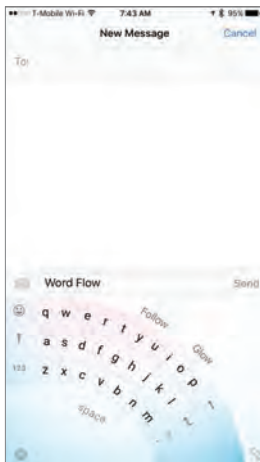 T-Mobile Wi-Fi 7:43 AM 95%
New Message Cancel
To:
Word Flow Send
Follow
Glow
q w e r t y u i o p
a s d f g h j k l
z x c v b n m
123
space